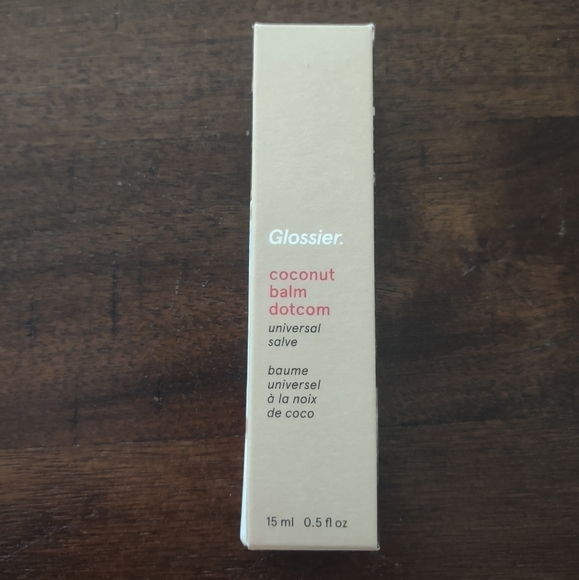 Glossier.
coconut
balm
dotcom
universal
salve
baume
universel
à la noix
de coco
15 ml 0.5 fl oz